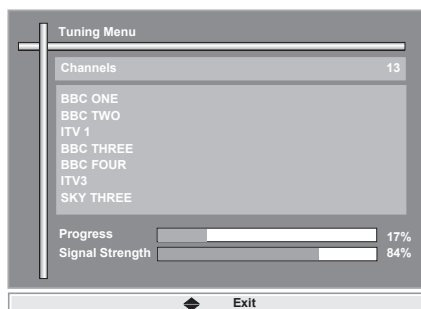 Tuning Menu
Channels 13
BBC ONE
BBC TWO
ITV 1
BBC THREE
BBC FOUR
ITV3
SKY THREE
Progress 17%
Signal Strength 84%
Exit